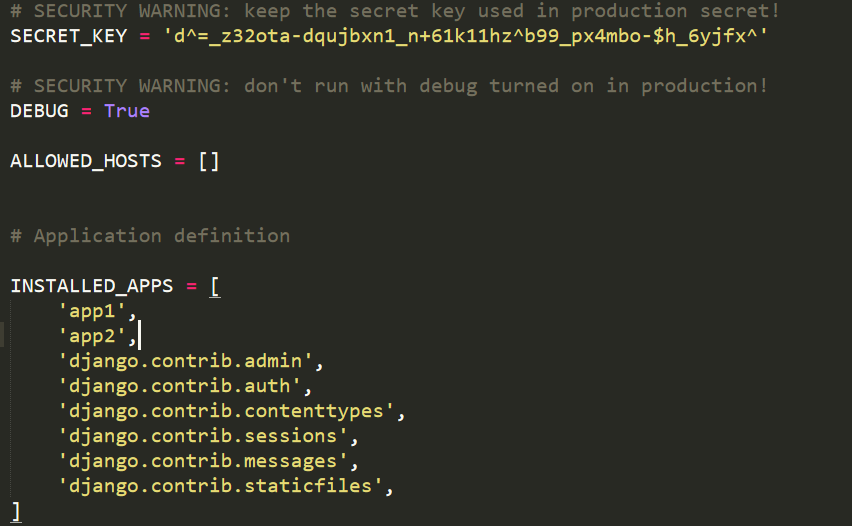 # SECURITY WARNING: keep the secret key used in production secret!
SECRET_KEY = 'd^=_z32ota-dqujbxn1_n+61k11hz^b99_px4mbo-$h_6yjfx^'
# SECURITY WARNING: don't run with debug turned on in production!
DEBUG = True
ALLOWED_HOSTS = []
# Application definition
INSTALLED_APPS = [
    'app1',
    'app2',
    'django.contrib.admin',
    'django.contrib.auth',
    'django.contrib.contenttypes',
    'django.contrib.sessions',
    'django.contrib.messages',
    'django.contrib.staticfiles',
]